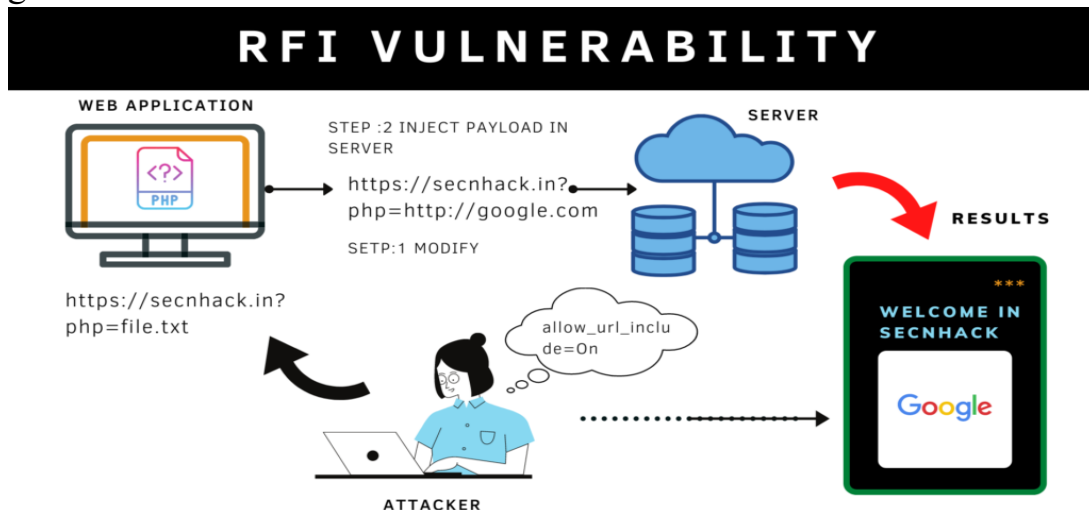 RFI VULNERABILITY
WEB APPLICATION
<?>
PHP
https://secnhack.in?
php=file.txt
STEP :2 INJECT PAYLOAD IN
SERVER
https://secnhack.in?
php=http://google.com
SETP:1 MODIFY
SERVER
RESULTS
***
WELCOME IN
SECNHACK
Google
allow_url_inclu
de=On
ATTACKER